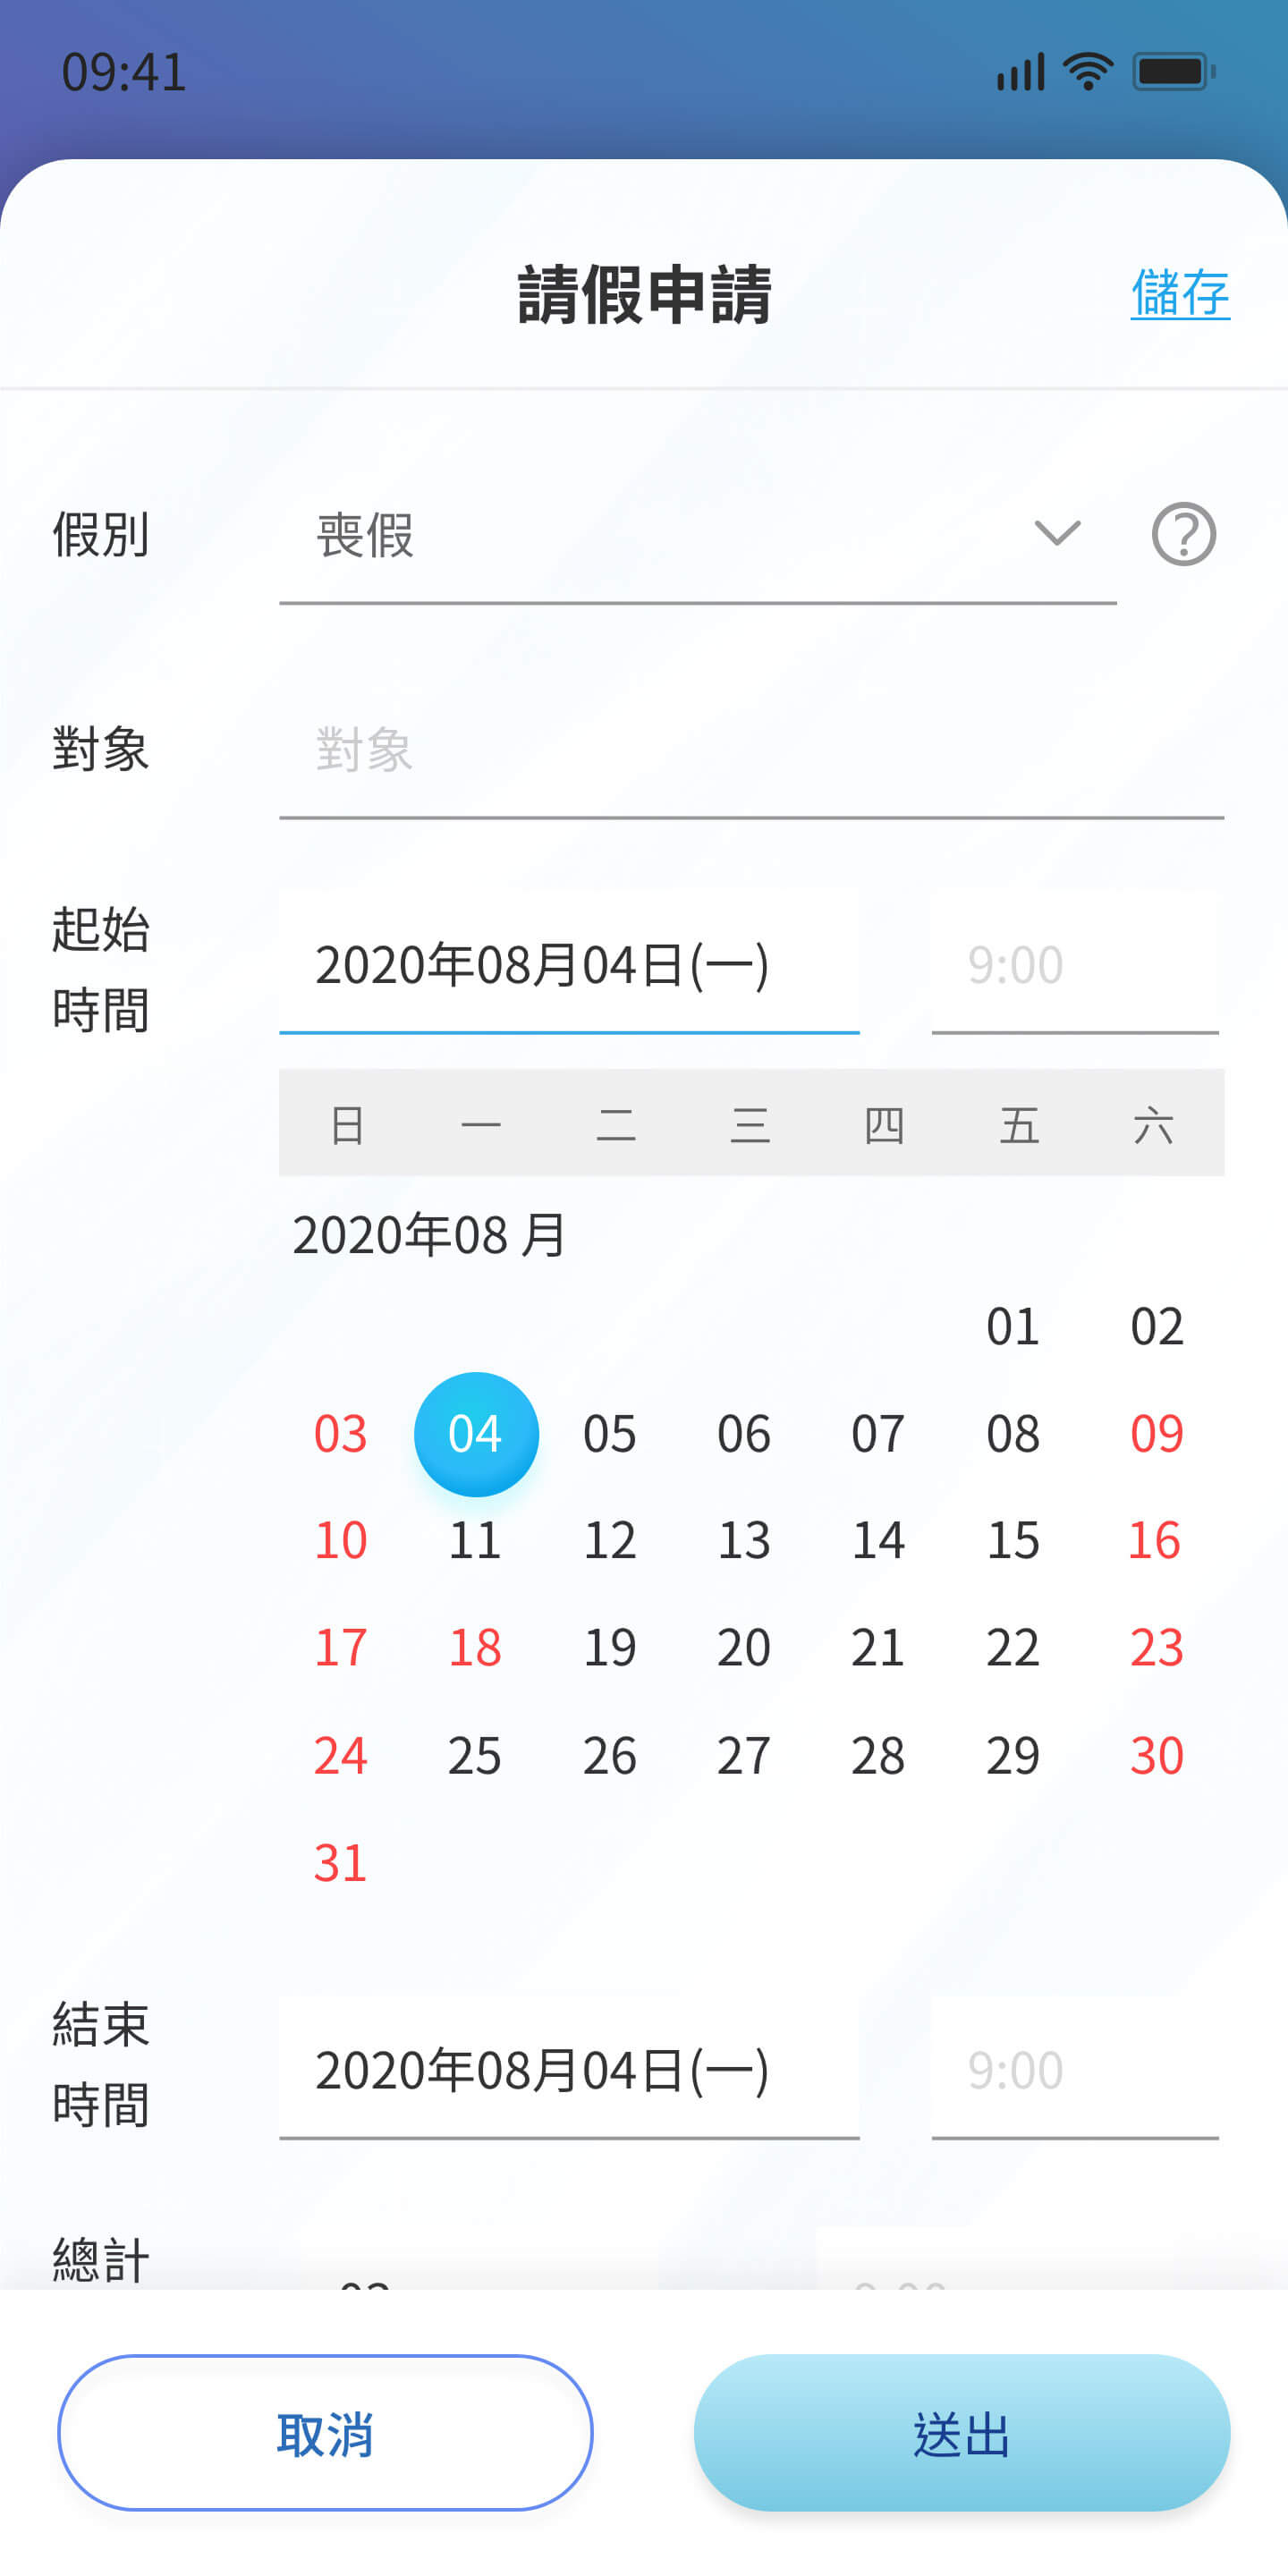 09:41
請假申請 儲存
假別 喪假
對象 對象
起始
時間 2020年08月04日(一) 9:00
日 一 二 三 四 五 六
2020年08 月
01 02
03 04 05 06 07 08 09
10 11 12 13 14 15 16
17 18 19 20 21 22 23
24 25 26 27 28 29 30
31
結束
時間 2020年08月04日(一) 9:00
總計
取消 送出